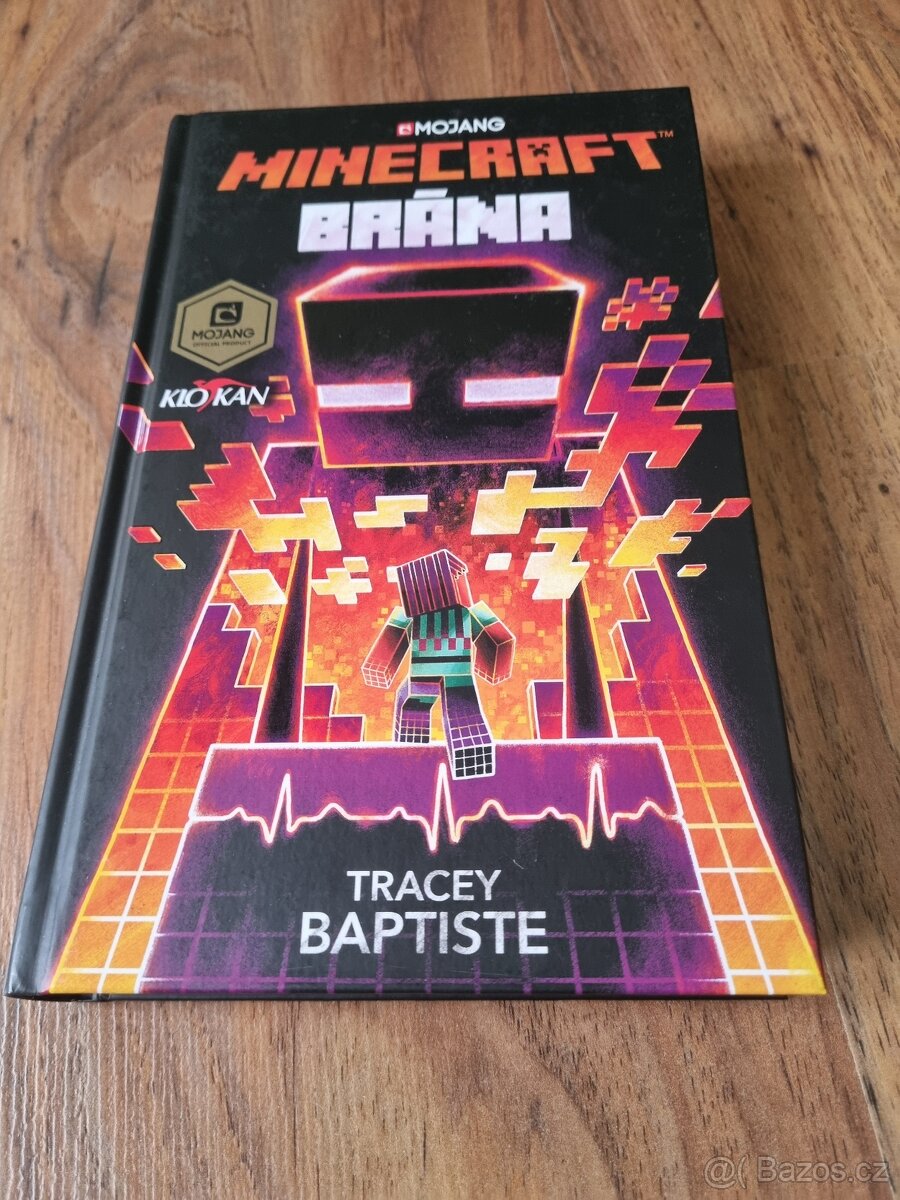 MOJANG
MINECRAFT™
BRÁNA
MOJANG
OFFICIAL PRODUCT
KLOKAN
TRACEY
BAPTISTE
@( Bazos.cz